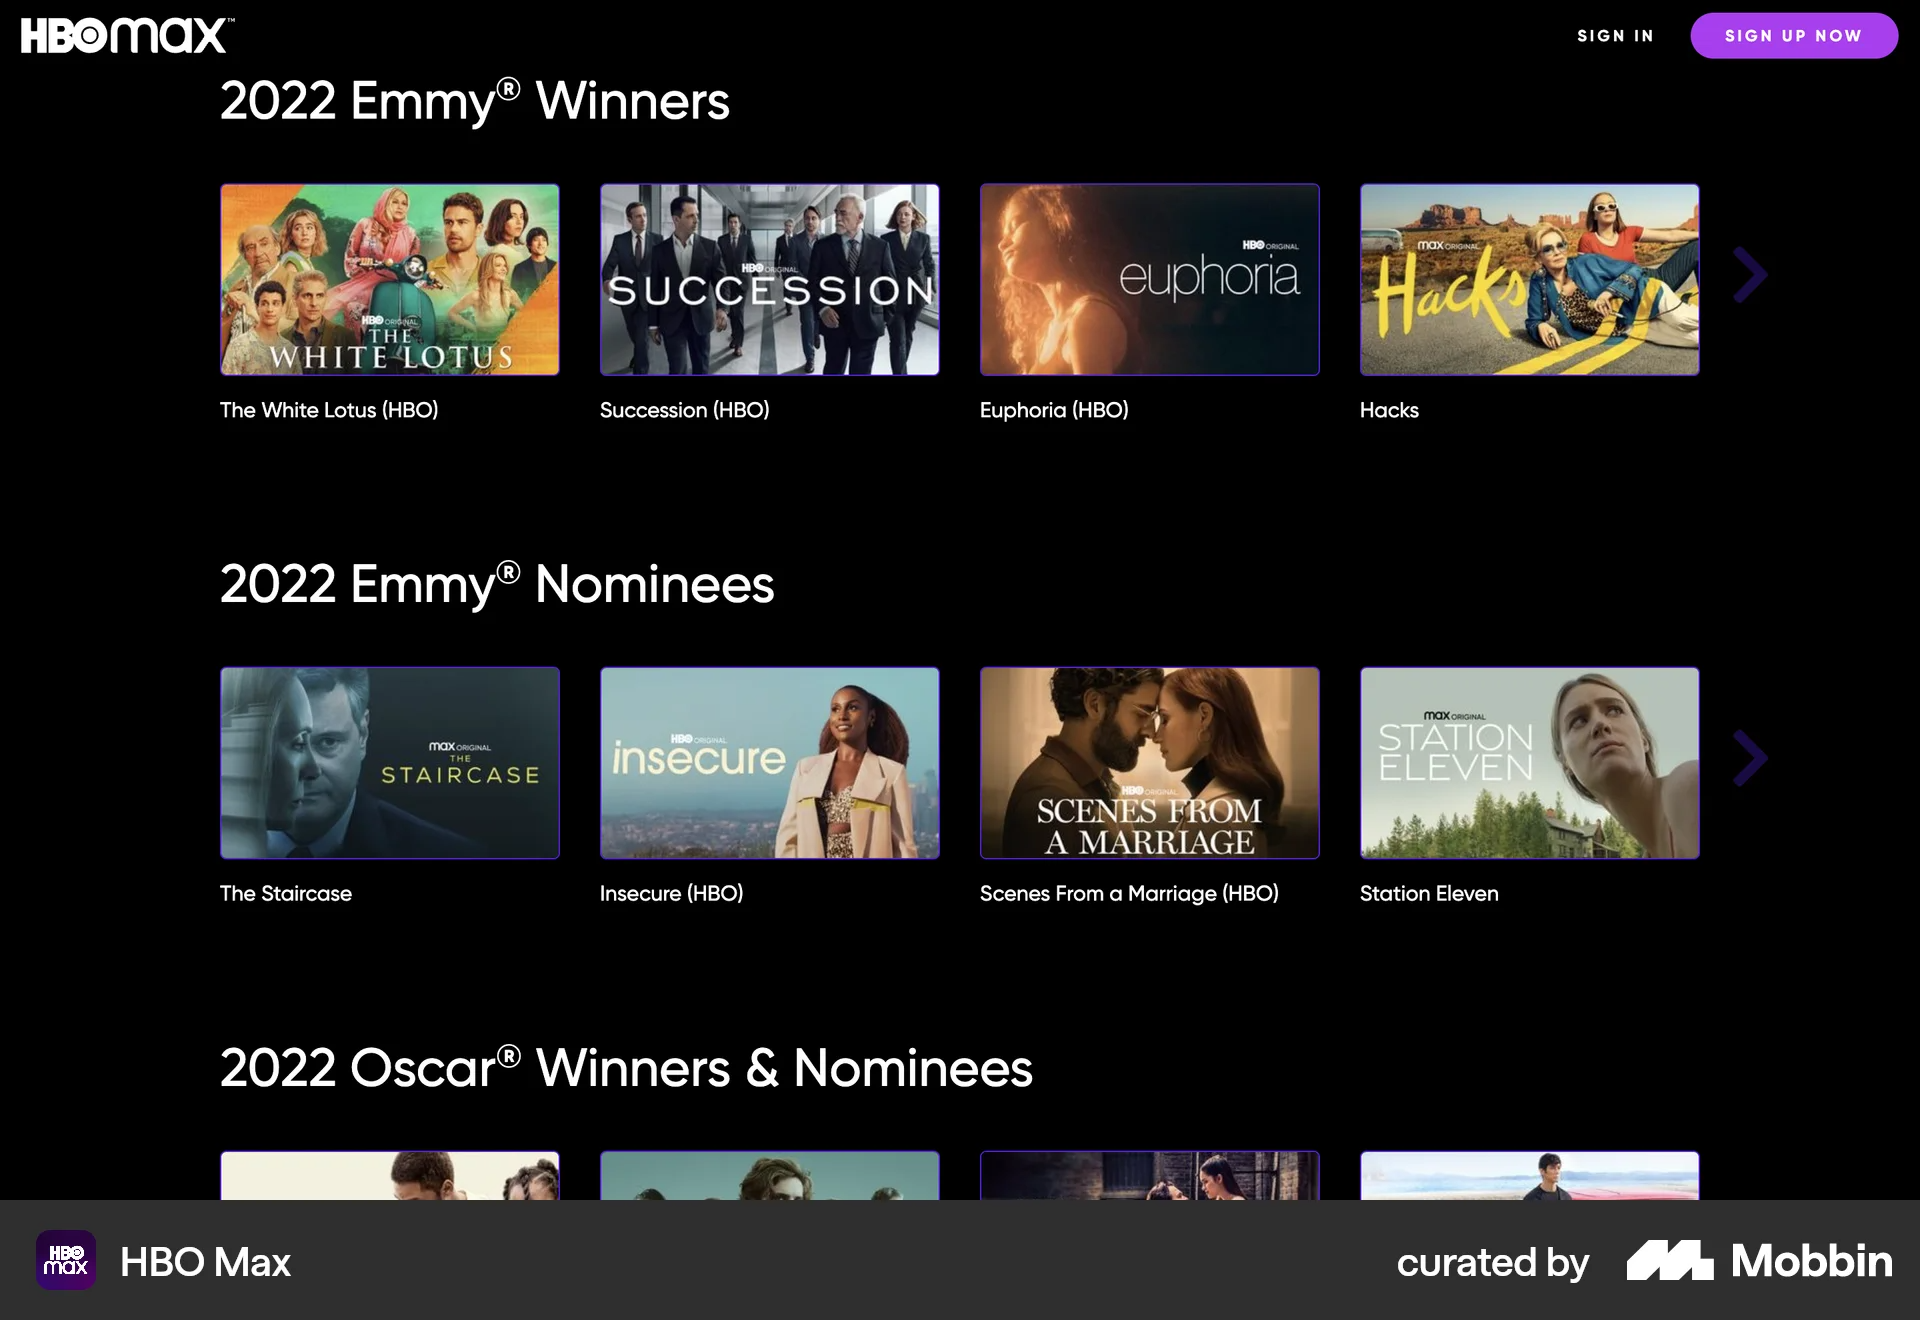 HBOmax™
SIGN IN
SIGN UP NOW
2022 Emmy® Winners
HBO ORIGINAL
THE
WHITE LOTUS
HBO ORIGINAL
SUCCESSION
HBO ORIGINAL
euphoria
max ORIGINAL
Hacks
The White Lotus (HBO)
Succession (HBO)
Euphoria (HBO)
Hacks
2022 Emmy® Nominees
max ORIGINAL
THE
STAIRCASE
HBO ORIGINAL
insecure
HBO ORIGINAL
SCENES FROM
A MARRIAGE
max ORIGINAL
STATION
ELEVEN
The Staircase
Insecure (HBO)
Scenes From a Marriage (HBO)
Station Eleven
2022 Oscar® Winners & Nominees
HBO
max
HBO Max
curated by
Mobbin